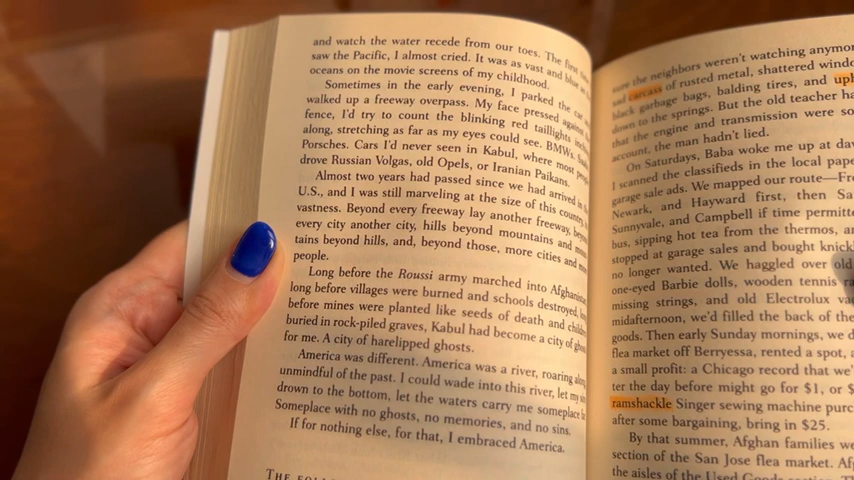 and watch the water recede from our toes. The first
saw the Pacific, I almost cried. It was as vast and blue as
oceans on the movie screens of my childhood.
Sometimes in the early evening, I parked the car
walked up a freeway overpass. My face pressed against
fence, I'd try to count the blinking red taillights
along, stretching as far as my eyes could see. BMWs.
Porsches. Cars I'd never seen in Kabul, where most
drove Russian Volgas, old Opels, or Iranian Paikans.
Almost two years had passed since we had arrived in
U.S., and I was still marveling at the size of this country
vastness. Beyond every freeway lay another freeway,
every city another city, hills beyond mountains and
tains beyond hills, and, beyond those, more cities and
people.
Long before the Roussi army marched into
long before villages were burned and schools destroyed,
before mines were planted like seeds of death and
buried in rock-piled graves, Kabul had become a city of
for me. A city of harelipped ghosts.
America was different. America was a river, roaring along
unmindful of the past. I could wade into this river, let my
drown to the bottom, let the waters carry me someplace
Someplace with no ghosts, no memories, and no sins.
If for nothing else, for that, I embraced America.
the neighbors weren't watching
sad carcass of rusted metal, shattered
black garbage bags, balding tires, and
down to the springs. But the old teacher
that the engine and transmission were
account, the man hadn't lied.
On Saturdays, Baba woke me up at
I scanned the classifieds in the local
garage sale ads. We mapped our route—
Newark, and Hayward first, then
Sunnyvale, and Campbell if time
bus, sipping hot tea from the thermos,
stopped at garage sales and bought
no longer wanted. We haggled over old
one-eyed Barbie dolls, wooden tennis
missing strings, and old Electrolux
midafternoon, we'd filled the back of the
goods. Then early Sunday mornings, we
flea market off Berryessa, rented a spot,
a small profit: a Chicago record that we'
ter the day before might go for $1, or
ramshackle Singer sewing machine
after some bargaining, bring in $25.
By that summer, Afghan families
section of the San Jose flea market.
the aisles of the Used Goods section.